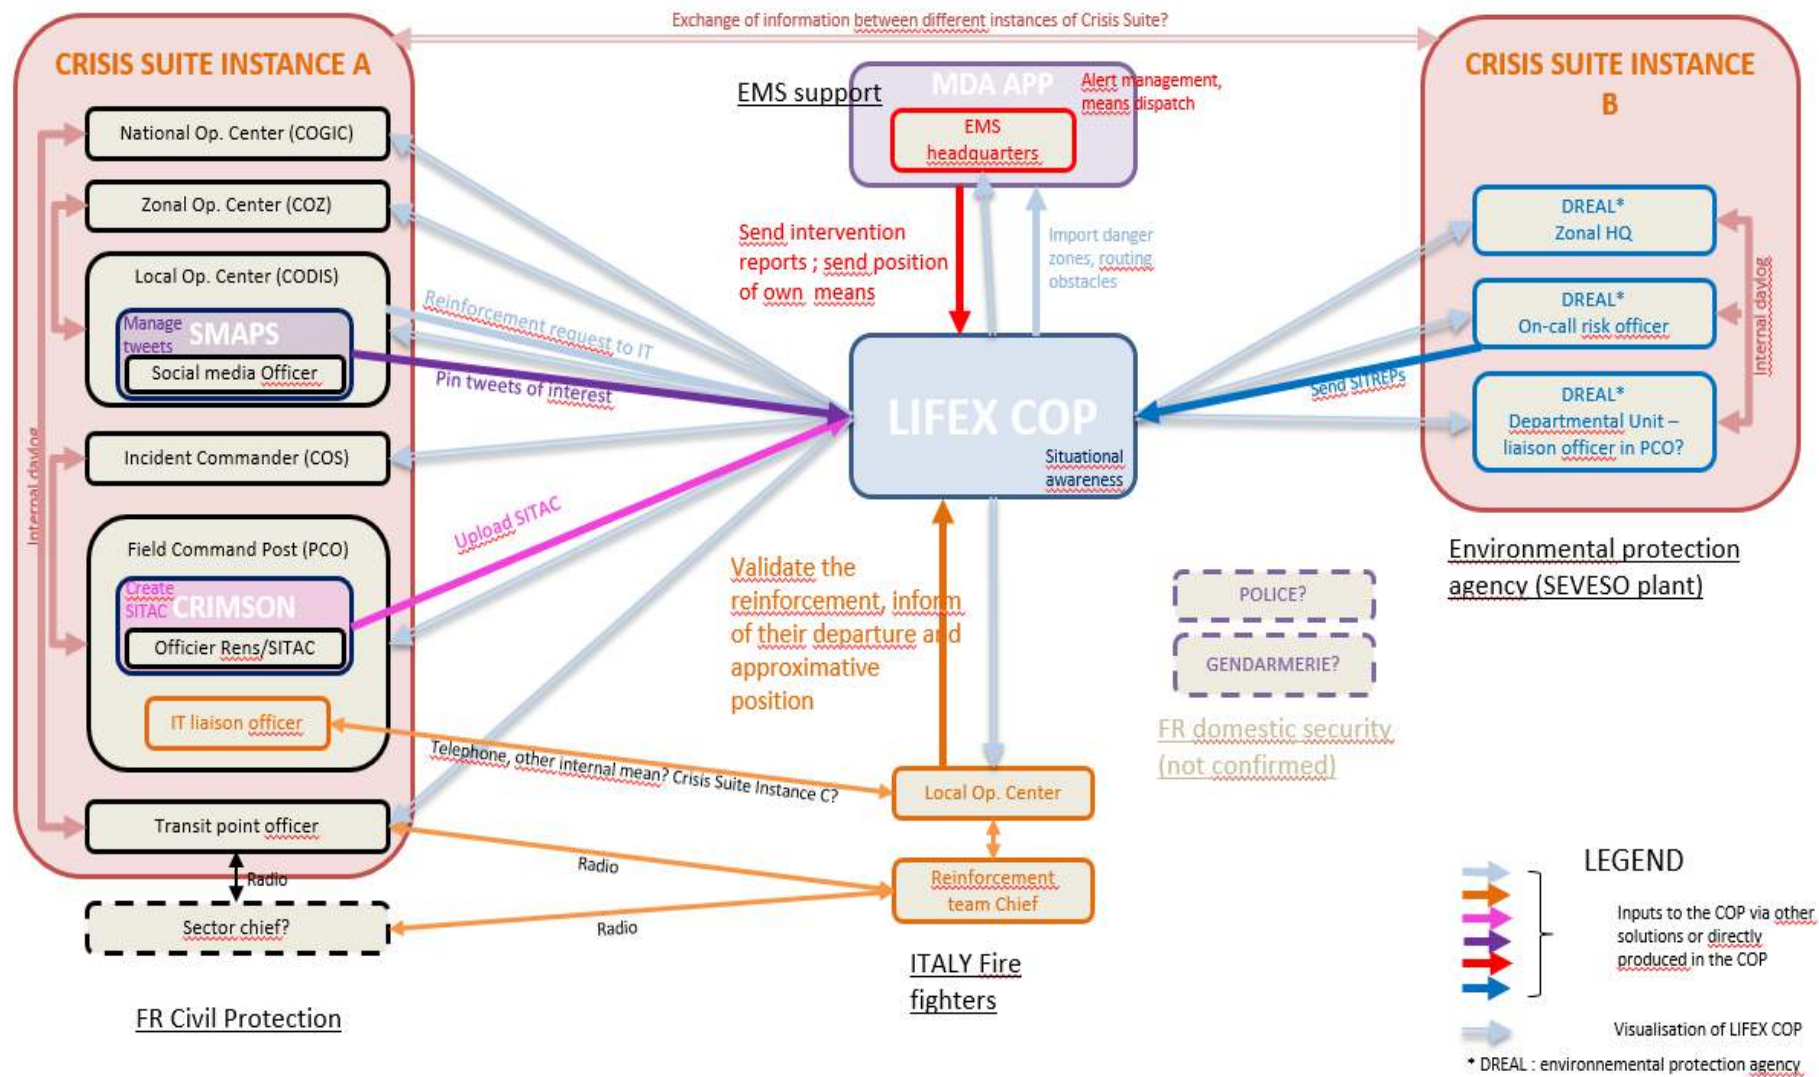 Exchange of information between different instances of Crisis Suite?
CRISIS SUITE INSTANCE A
National Op. Center (COGIC)
Zonal Op. Center (COZ)
Local Op. Center (CODIS)
Manage
tweets
SMAPS
Social media Officer
Incident Commander (COS)
Field Command Post (PCO)
Create
SITAC
CRIMSON
Officier Rens/SITAC
IT liaison officer
Transit point officer
Radio
Sector chief?
FR Civil Protection
Internal daylog
Reinforcement request to IT
Pin tweets of interest
Upload SITAC
Telephone, other internal mean? Crisis Suite Instance C?
Radio
Radio
EMS support
MDA APP
Alert management,
means dispatch
EMS
headquarters
Send intervention
reports ; send position
of own means
Import danger
zones, routing
obstacles
LIFEX COP
Situational
awareness
Validate the
reinforcement, inform
of their departure and
approximative
position
Local Op. Center
Reinforcement
team Chief
ITALY Fire
fighters
CRISIS SUITE INSTANCE
B
DREAL*
Zonal HQ
DREAL*
On-call risk officer
DREAL*
Departmental Unit –
liaison officer in PCO?
Internal daylog
Send SITREPs
Environmental protection
agency (SEVESO plant)
POLICE?
GENDARMERIE?
FR domestic security
(not confirmed)
LEGEND
Inputs to the COP via other
solutions or directly
produced in the COP
Visualisation of LIFEX COP
* DREAL : environnemental protection agency